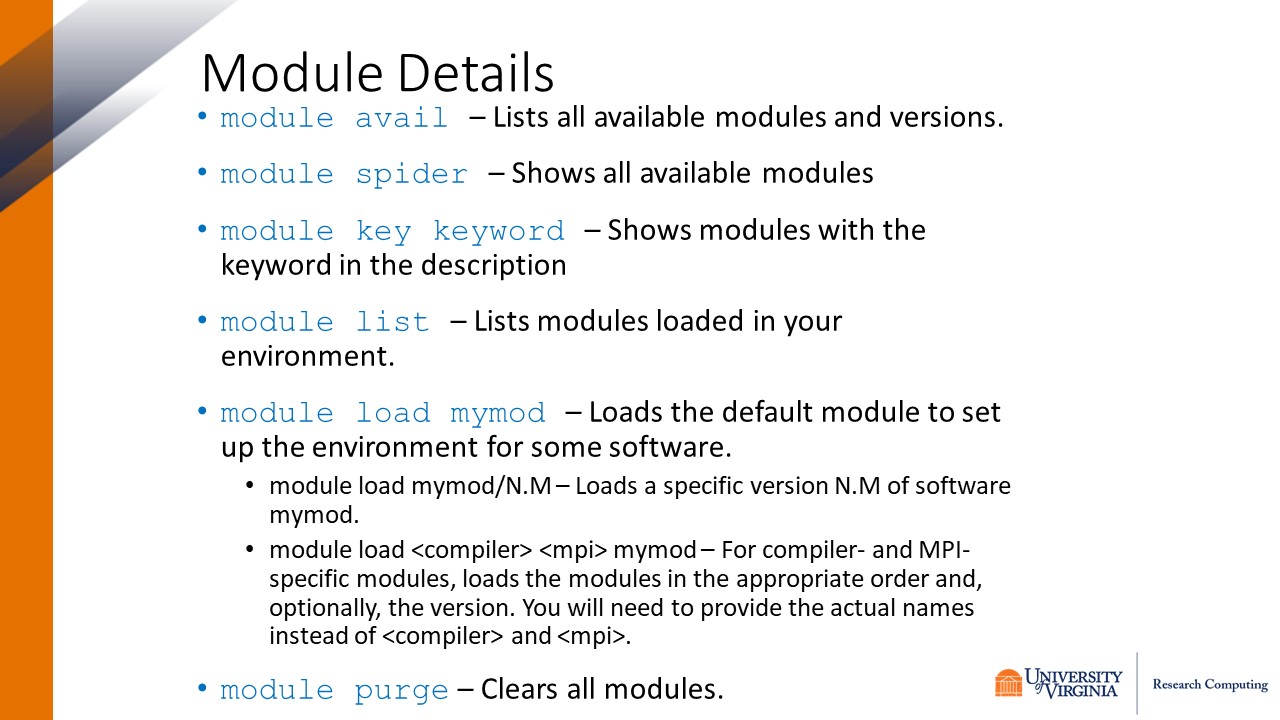 Module Details
• module avail – Lists all available modules and versions.
• module spider – Shows all available modules
• module key keyword – Shows modules with the
keyword in the description
• module list – Lists modules loaded in your
environment.
• module load mymod – Loads the default module to set
up the environment for some software.
• module load mymod/N.M – Loads a specific version N.M of software
mymod.
• module load <compiler> <mpi> mymod – For compiler- and MPI-
specific modules, loads the modules in the appropriate order and,
optionally, the version. You will need to provide the actual names
instead of <compiler> and <mpi>.
• module purge – Clears all modules.
UNIVERSITY
of VIRGINIA
Research Computing